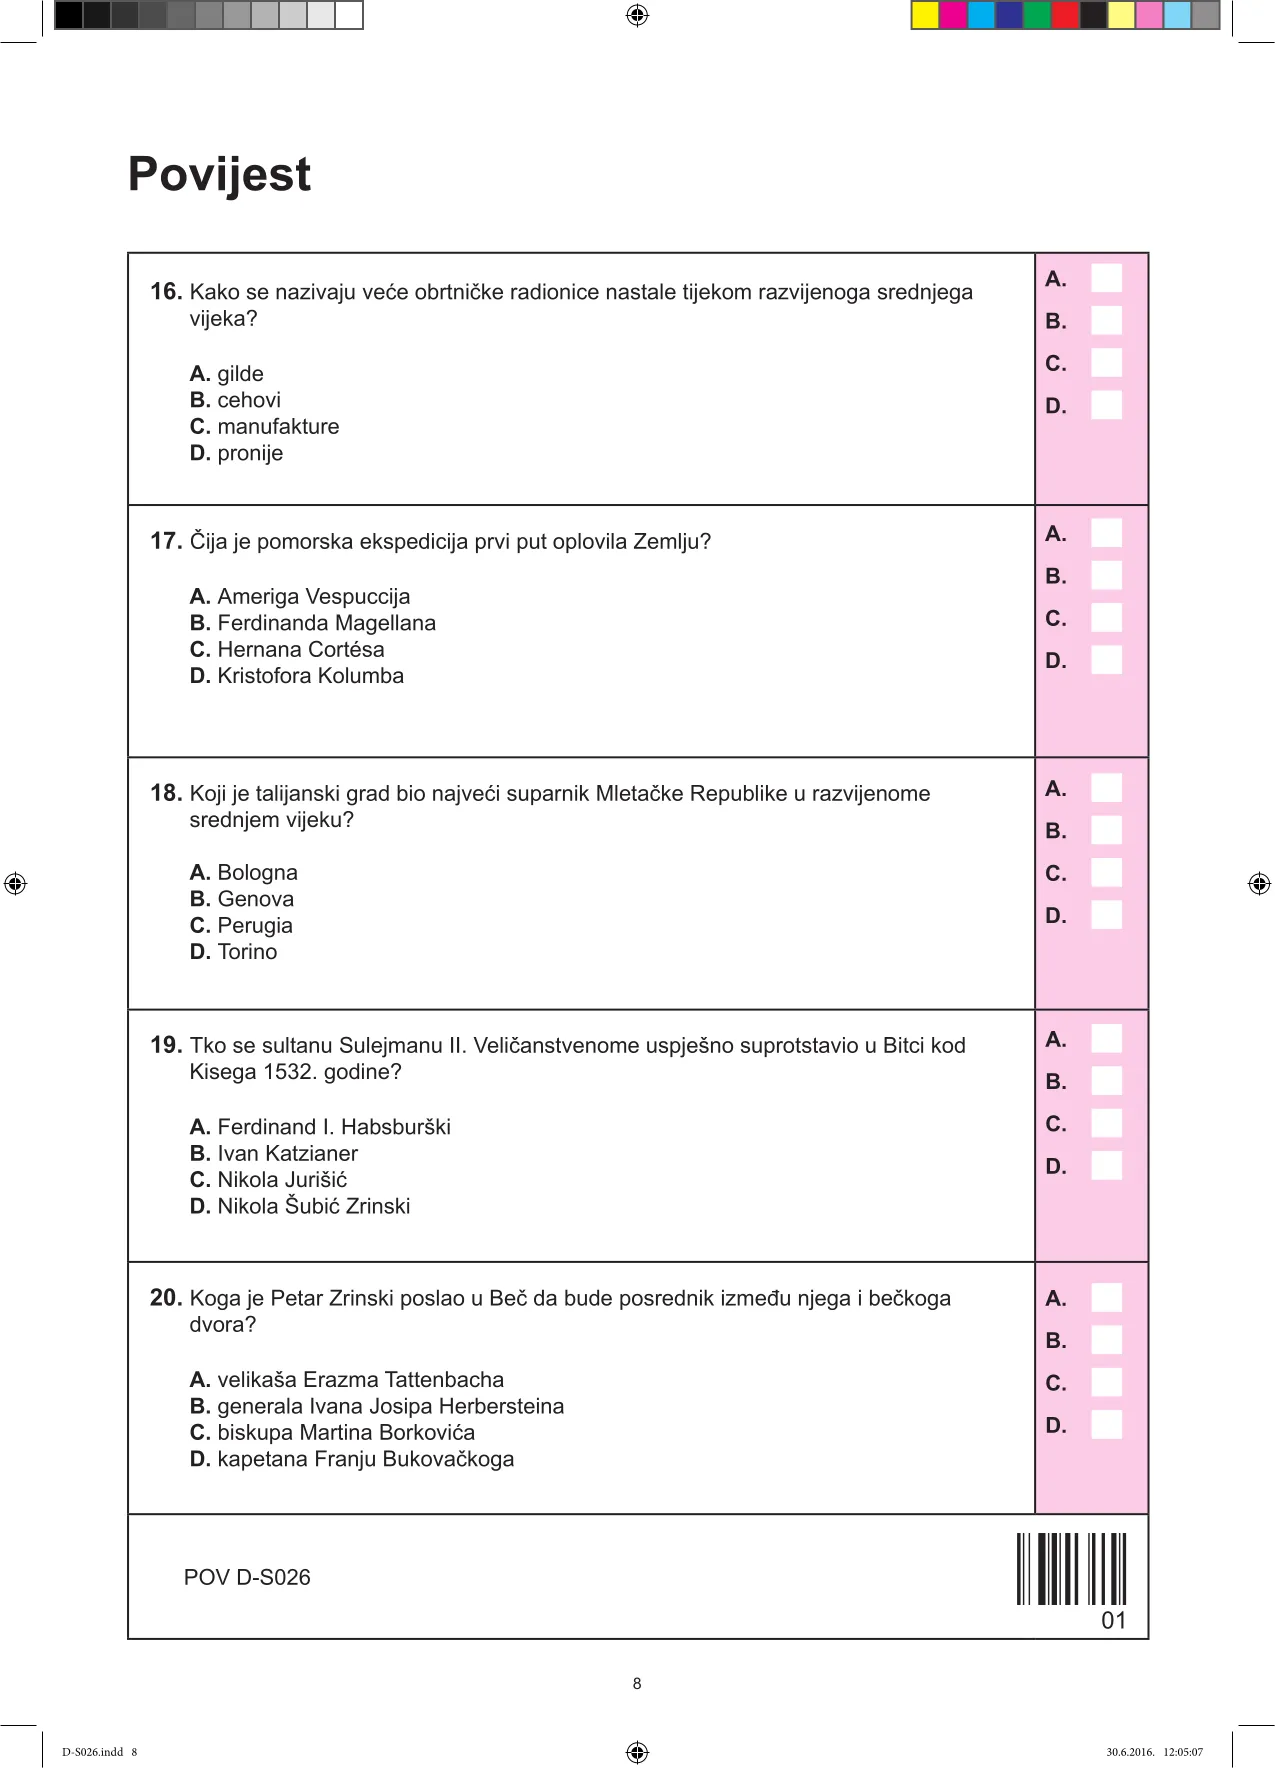 Povijest
16. Kako se nazivaju veće obrtničke radionice nastale tijekom razvijenoga srednjega
vijeka?
A. gilde
B. cehovi
C. manufakture
D. pronije
A.
B.
C.
D.
17. Čija je pomorska ekspedicija prvi put oplovila Zemlju?
A. Ameriga Vespuccija
B. Ferdinanda Magellana
C. Hernana Cortésa
D. Kristofora Kolumba
A.
B.
C.
D.
18. Koji je talijanski grad bio najveći suparnik Mletačke Republike u razvijenome
srednjem vijeku?
A. Bologna
B. Genova
C. Perugia
D. Torino
A.
B.
C.
D.
19. Tko se sultanu Sulejmanu II. Veličanstvenome uspješno suprotstavio u Bitci kod
Kisega 1532. godine?
A. Ferdinand I. Habsburški
B. Ivan Katzianer
C. Nikola Jurišić
D. Nikola Šubić Zrinski
A.
B.
C.
D.
20. Koga je Petar Zrinski poslao u Beč da bude posrednik između njega i bečkoga
dvora?
A. velikaša Erazma Tattenbacha
B. generala Ivana Josipa Herbersteina
C. biskupa Martina Borkovića
D. kapetana Franju Bukovačkoga
A.
B.
C.
D.
POV D-S026
01
8
D-S026.indd 8
30.6.2016. 12:05:07